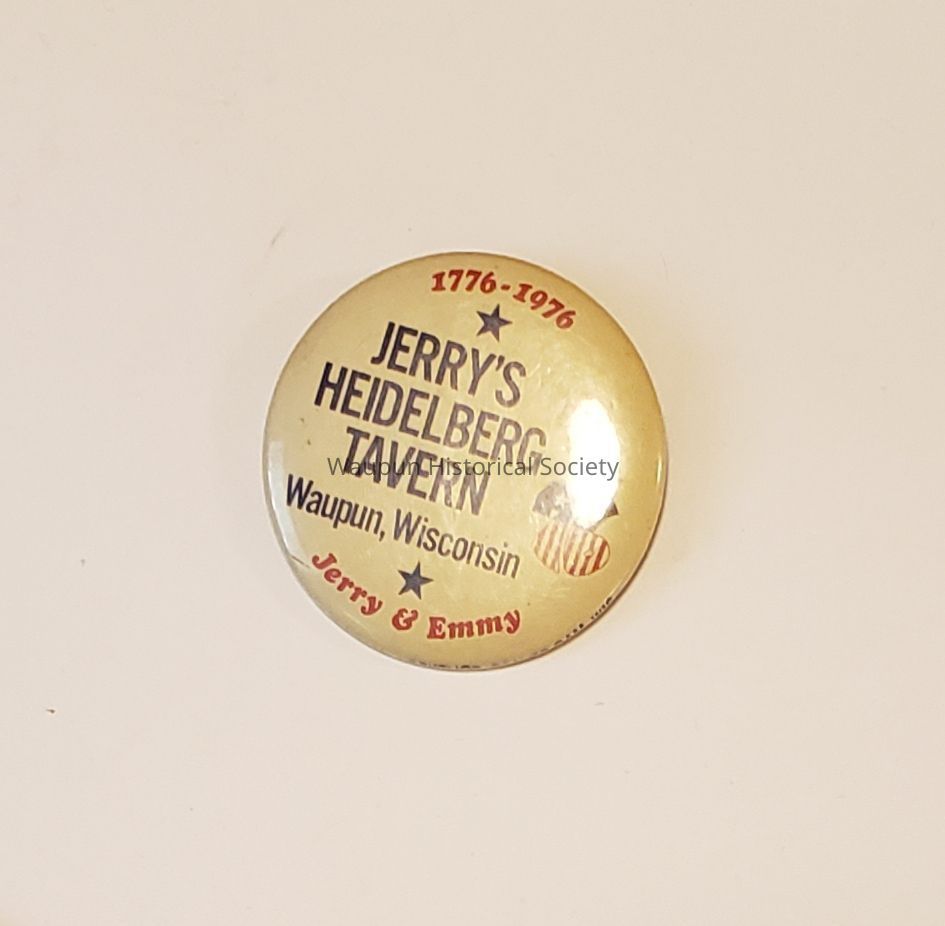 1776-1976
JERRY'S
HEIDELBERG
TAVERN
Waupun Historical Society
Waupun, Wisconsin
Jerry & Emmy